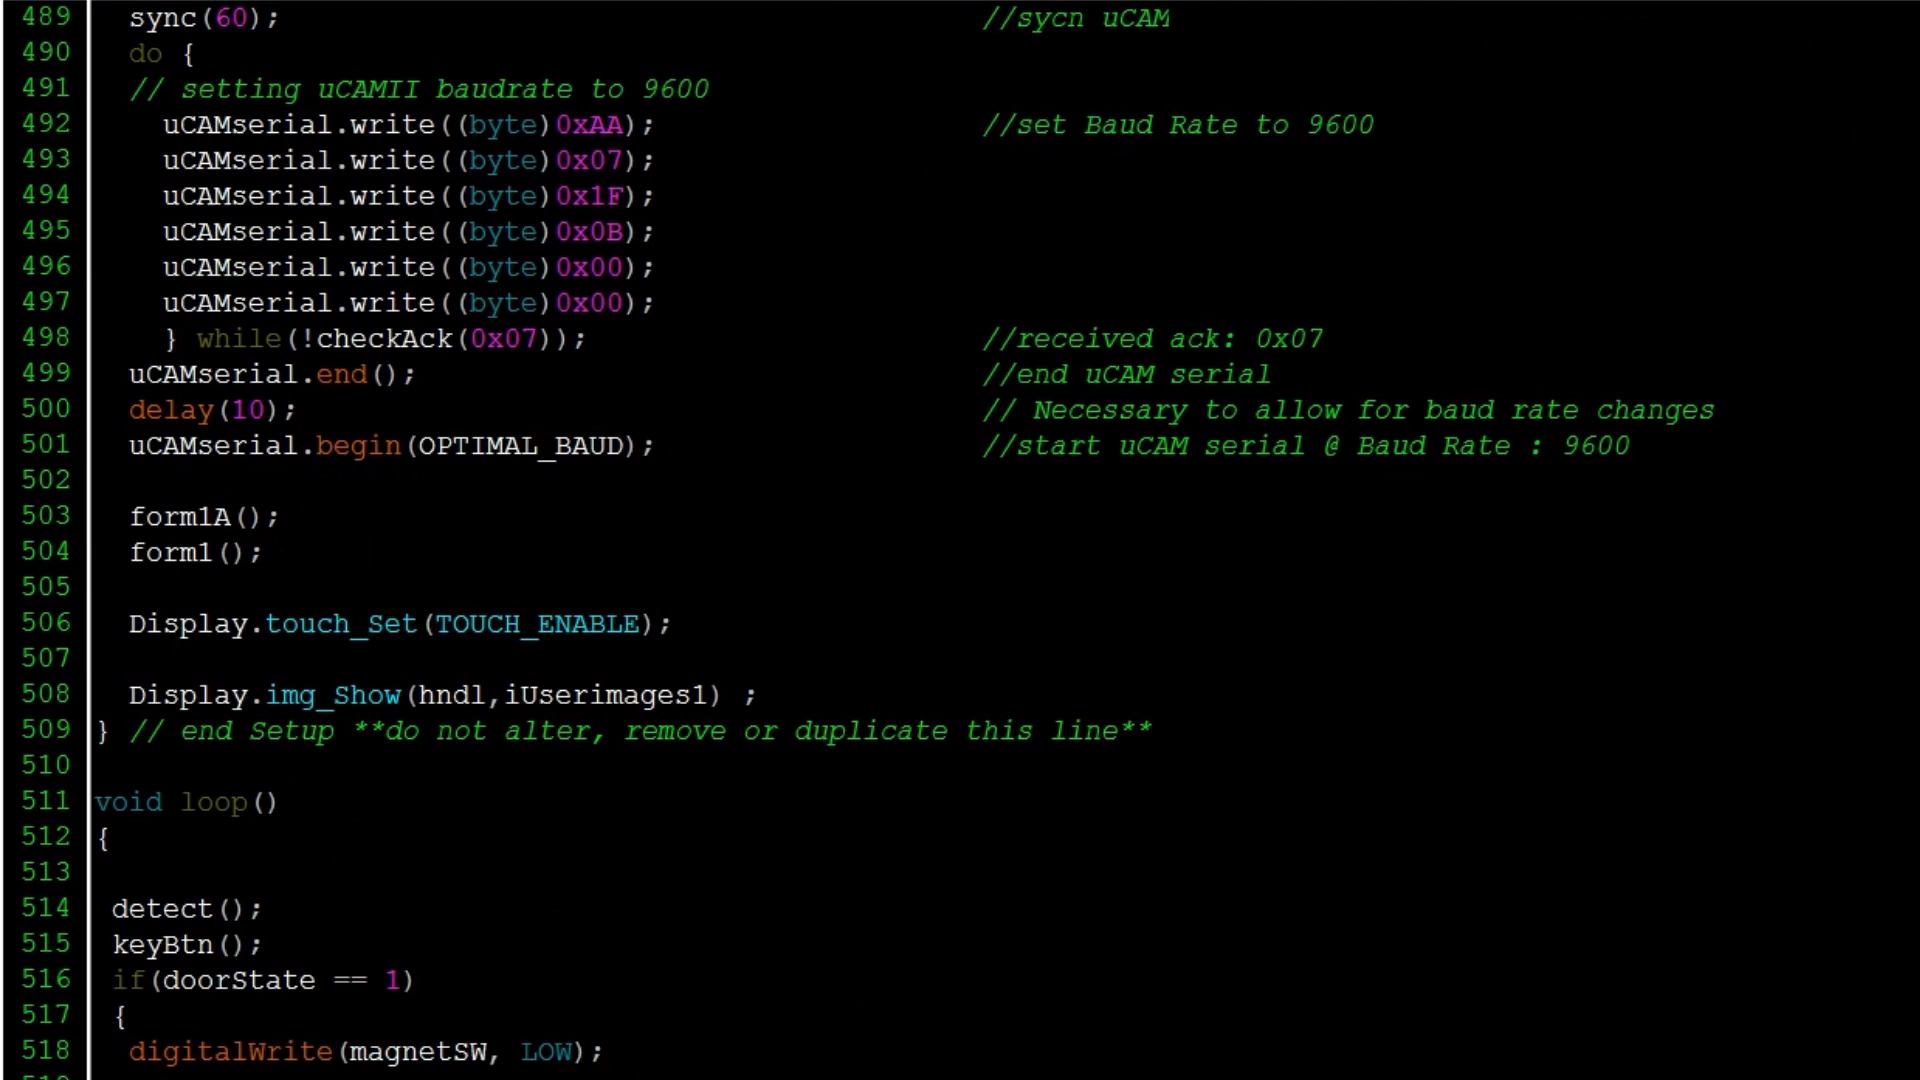 489 sync(60); //sycn uCAM
490 do {
491 // setting uCAMII baudrate to 9600
492 uCAMserial.write((byte)0xAA); //set Baud Rate to 9600
493 uCAMserial.write((byte)0x07);
494 uCAMserial.write((byte)0x1F);
495 uCAMserial.write((byte)0x0B);
496 uCAMserial.write((byte)0x00);
497 uCAMserial.write((byte)0x00);
498 } while(!checkAck(0x07)); //received ack: 0x07
499 uCAMserial.end(); //end uCAM serial
500 delay(10); // Necessary to allow for baud rate changes
501 uCAMserial.begin(OPTIMAL_BAUD); //start uCAM serial @ Baud Rate : 9600
502
503 form1A();
504 form1();
505
506 Display.touch_Set(TOUCH_ENABLE);
507
508 Display.img_Show(hndl,iUserimages1) ;
509 } // end Setup **do not alter, remove or duplicate this line**
510
511 void loop()
512 {
513
514 detect();
515 keyBtn();
516 if(doorState == 1)
517 {
518 digitalWrite(magnetSW, LOW);